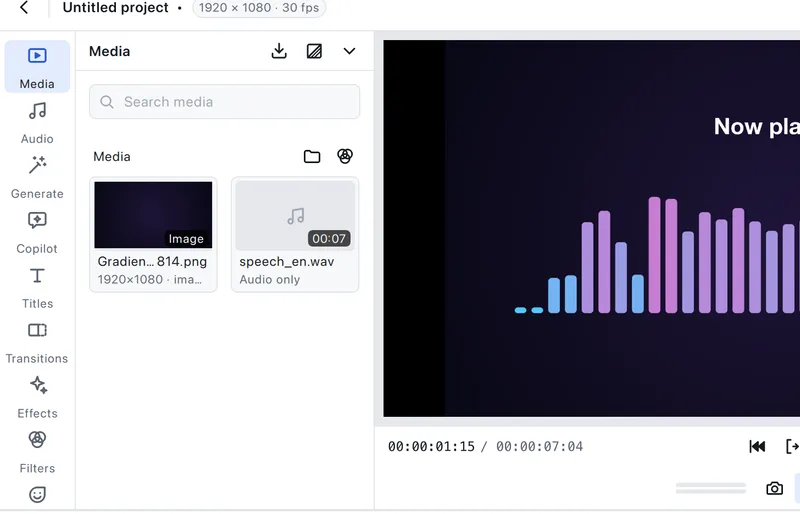 Untitled project • 1920 × 1080 · 30 fps
Media
Search media
Media
Image
00:07
Gradien... 814.png
speech_en.wav
1920×1080 · ima...
Audio only
Media
Audio
Generate
Copilot
Titles
Transitions
Effects
Filters
Now pla
00:00:01:15 / 00:00:07:04